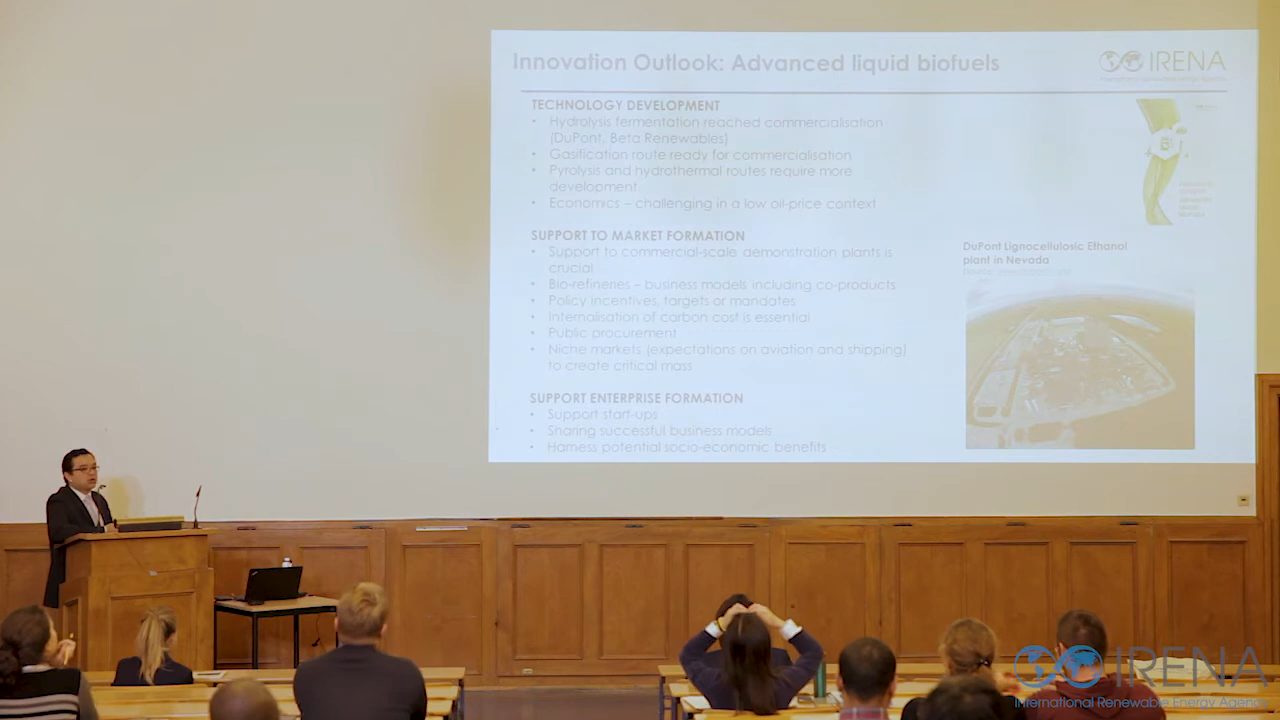 Innovation Outlook: Advanced liquid biofuels
IRENA
TECHNOLOGY DEVELOPMENT
• Hydrolysis fermentation reached commercialisation
(DuPont, Beta Renewables)
• Gasification route ready for commercialisation
• Pyrolysis and hydrothermal routes require more
development
• Economics – challenging in a low oil-price context
SUPPORT TO MARKET FORMATION
• Support to commercial-scale demonstration plants is
crucial
• Bio-refineries – business models including co-products
• Policy incentives, targets or mandates
• Internalisation of carbon cost is essential
• Public procurement
• Niche markets (expectations on aviation and shipping)
to create critical mass
SUPPORT ENTERPRISE FORMATION
• Support start-ups
• Sharing successful business models
• Harness potential socio-economic benefits
DuPont Lignocellulosic Ethanol
plant in Nevada
IRENA
International Renewable Energy Agency